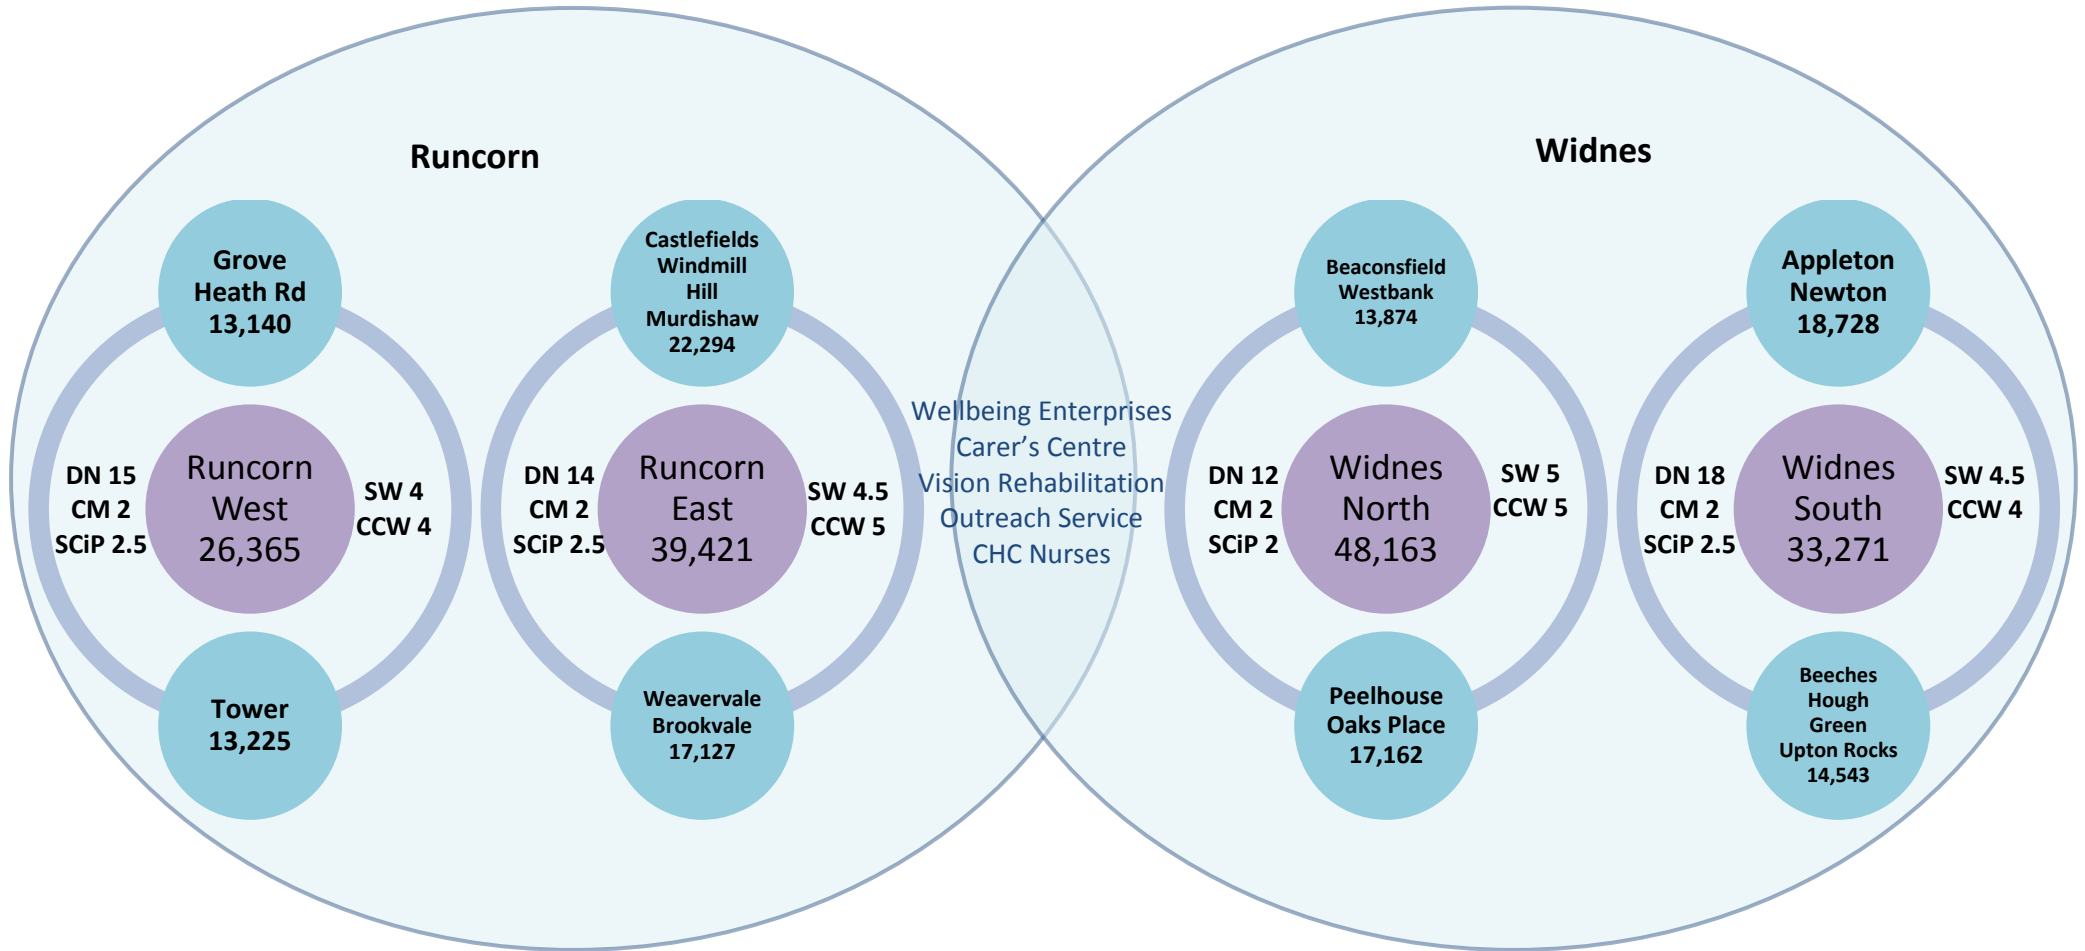 Runcorn
Grove
Heath Rd
13,140
DN 15
CM 2
SCiP 2.5
Runcorn
West
26,365
SW 4
CCW 4
Tower
13,225
Castlefields
Windmill
Hill
Murdishaw
22,294
DN 14
CM 2
SCiP 2.5
Runcorn
East
39,421
SW 4.5
CCW 5
Weavervale
Brookvale
17,127
Wellbeing Enterprises
Carer’s Centre
Vision Rehabilitation
Outreach Service
CHC Nurses
Widnes
Beaconsfield
Westbank
13,874
DN 12
CM 2
SCiP 2
Widnes
North
48,163
SW 5
CCW 5
Peelhouse
Oaks Place
17,162
Appleton
Newton
18,728
DN 18
CM 2
SCiP 2.5
Widnes
South
33,271
SW 4.5
CCW 4
Beeches
Hough
Green
Upton Rocks
14,543